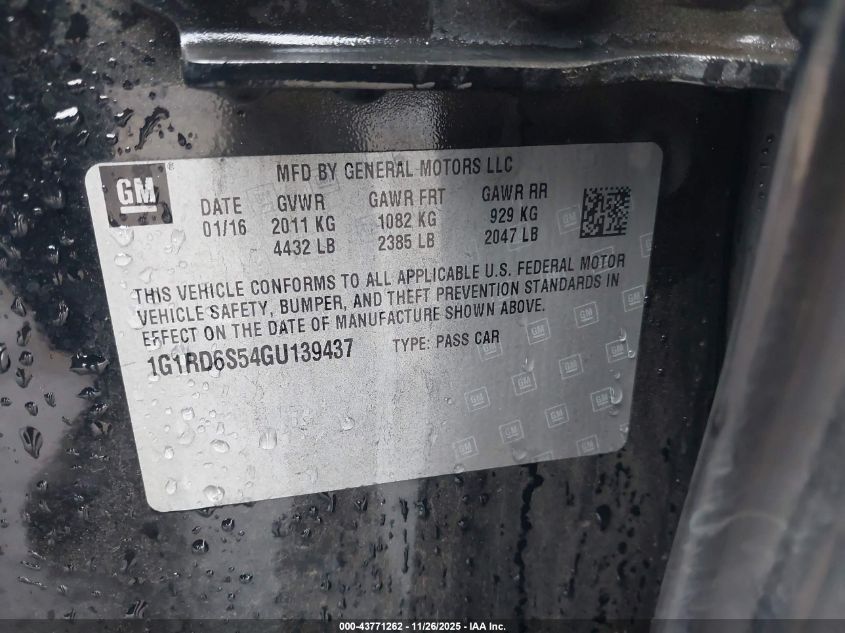 GM
MFD BY GENERAL MOTORS LLC
DATE GVWR GAWR FRT GAWR RR
01/16 2011 KG 1082 KG 929 KG
4432 LB 2385 LB 2047 LB
THIS VEHICLE CONFORMS TO ALL APPLICABLE U.S. FEDERAL MOTOR
VEHICLE SAFETY, BUMPER, AND THEFT PREVENTION STANDARDS IN
EFFECT ON THE DATE OF MANUFACTURE SHOWN ABOVE.
1G1RD6S54GU139437 TYPE: PASS CAR
000-43771262 | 11/26/2025 - IAA Inc.